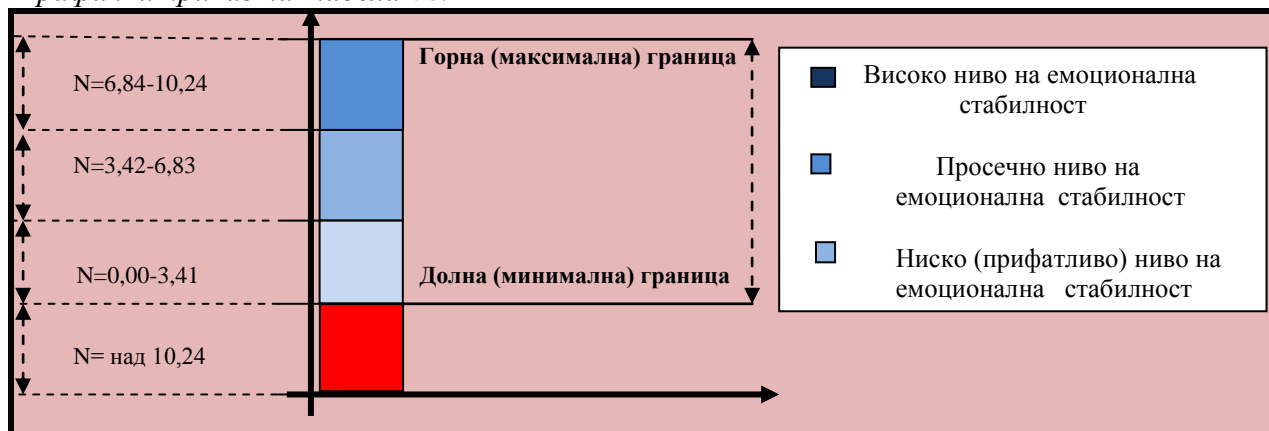 Горна (максимална) граница
N=6,84-10,24
N=3,42-6,83
N=0,00-3,41
Долна (минимална) граница
N= над 10,24
Високо ниво на емоционална
стабилност
Просечно ниво на
емоционална стабилност
Ниско (прифатливо) ниво на
емоционална стабилност